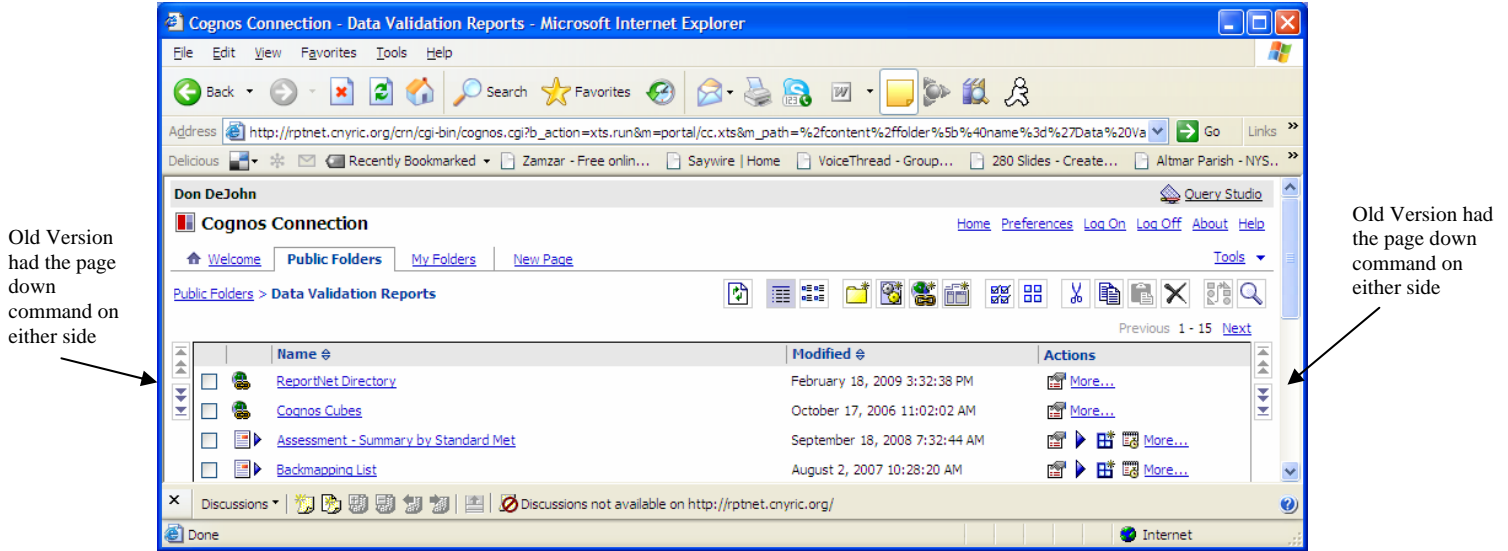 Cognos Connection - Data Validation Reports - Microsoft Internet Explorer
File Edit View Favorites Tools Help
Back Search Favorites
Address http://rptnet.cnyric.org/crn/cgi-bin/cognos.cgi?b_action=xts.run&m=portal/cc.xts&m_path=%2fcontent%2ffolder%5b%40name%3d%27Data%20Va Go Links »
Delicious Recently Bookmarked Zamzar - Free onlin... Saywire | Home VoiceThread - Group... 280 Slides - Create... Altmar Parish - NYS.. »
Don DeJohn Query Studio
Cognos Connection Home Preferences Log On Log Off About Help
Welcome Public Folders My Folders New Page Tools
Public Folders > Data Validation Reports
Previous 1 - 15 Next
Name Modified Actions
ReportNet Directory February 18, 2009 3:32:38 PM More...
Cognos Cubes October 17, 2006 11:02:02 AM More...
Assessment - Summary by Standard Met September 18, 2008 7:32:44 AM More...
Backmapping List August 2, 2007 10:28:20 AM More...
Discussions Discussions not available on http://rptnet.cnyric.org/
Done Internet
Old Version
had the page
down
command on
either side
Old Version had
the page down
command on
either side